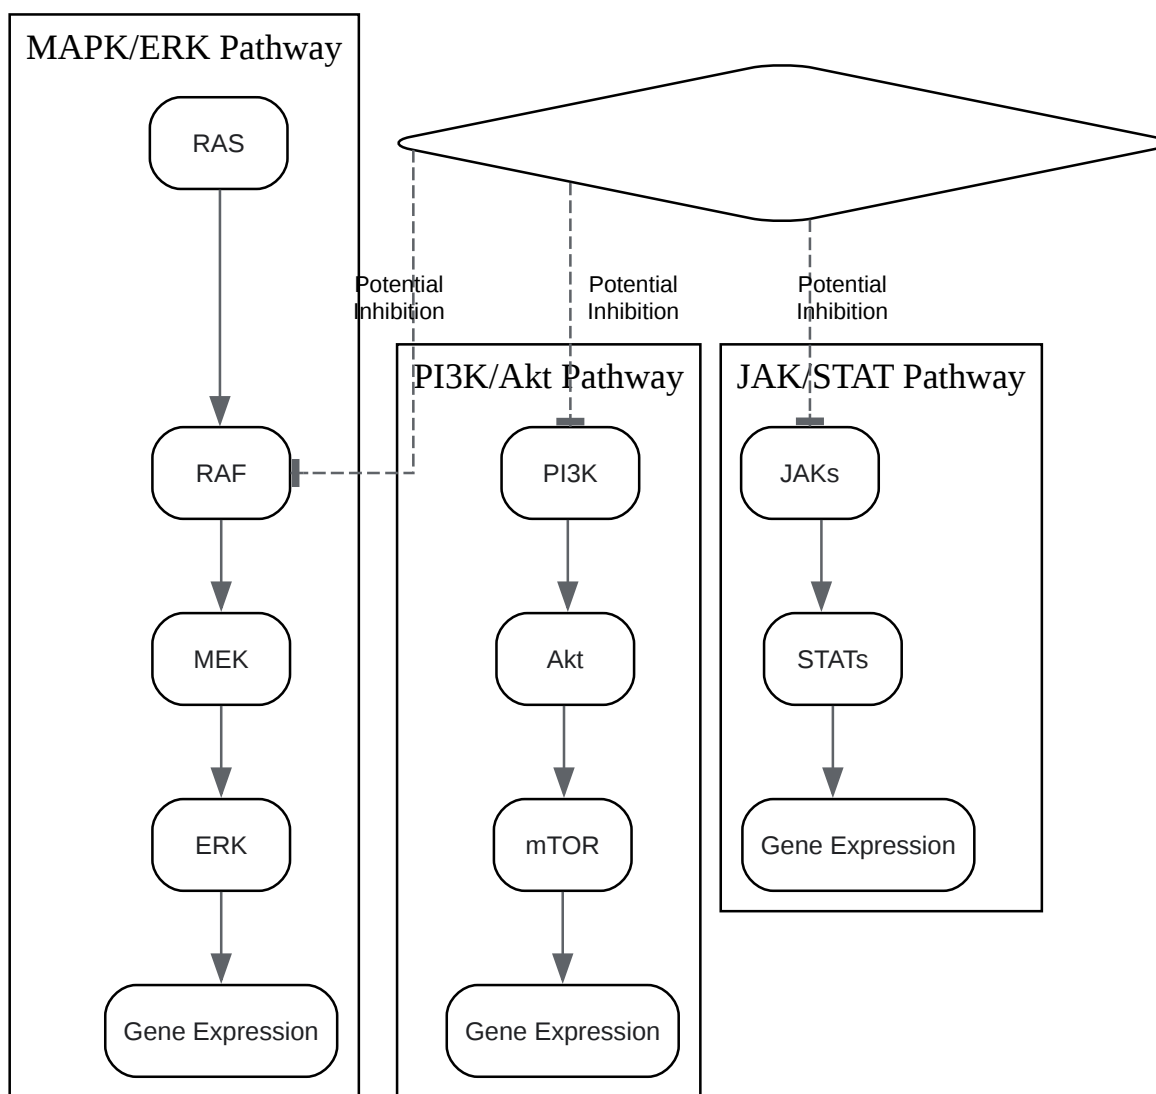 MAPK/ERK Pathway
RAS
Potential
Inhibition
Potential
Inhibition
Potential
Inhibition
PI3K/Akt Pathway
JAK/STAT Pathway
RAF
PI3K
JAKs
MEK
Akt
STATs
ERK
mTOR
Gene Expression
Gene Expression
Gene Expression